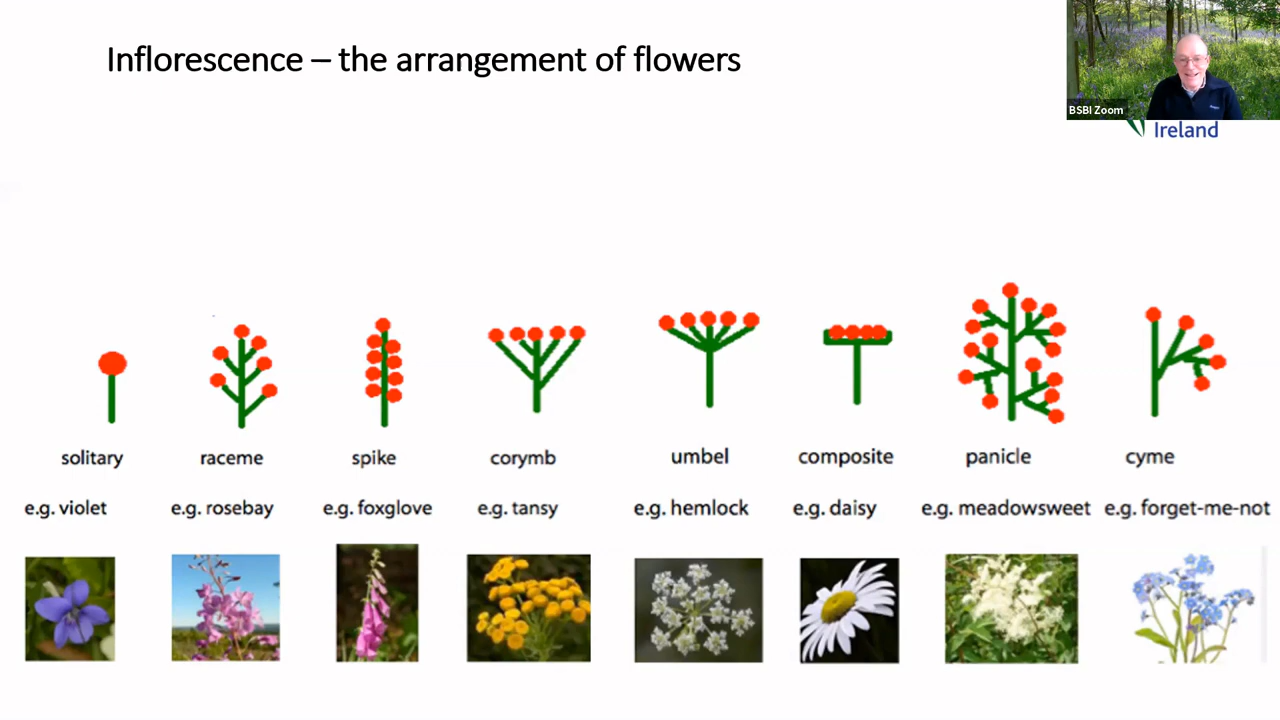 Inflorescence – the arrangement of flowers
BSBI Zoom
Ireland
solitary raceme spike corymb umbel composite panicle cyme
e.g. violet e.g. rosebay e.g. foxglove e.g. tansy e.g. hemlock e.g. daisy e.g. meadowsweet e.g. forget-me-not